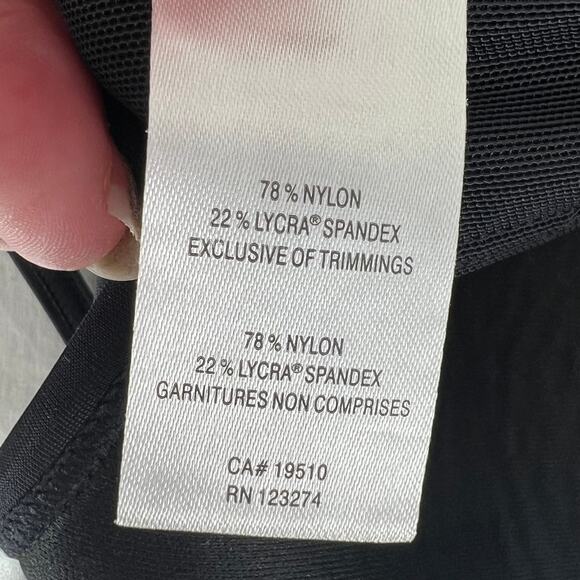 78 % NYLON
22 % LYCRA® SPANDEX
EXCLUSIVE OF TRIMMINGS
78 % NYLON
22 % LYCRA® SPANDEX
GARNITURES NON COMPRISES
CA# 19510
RN 123274